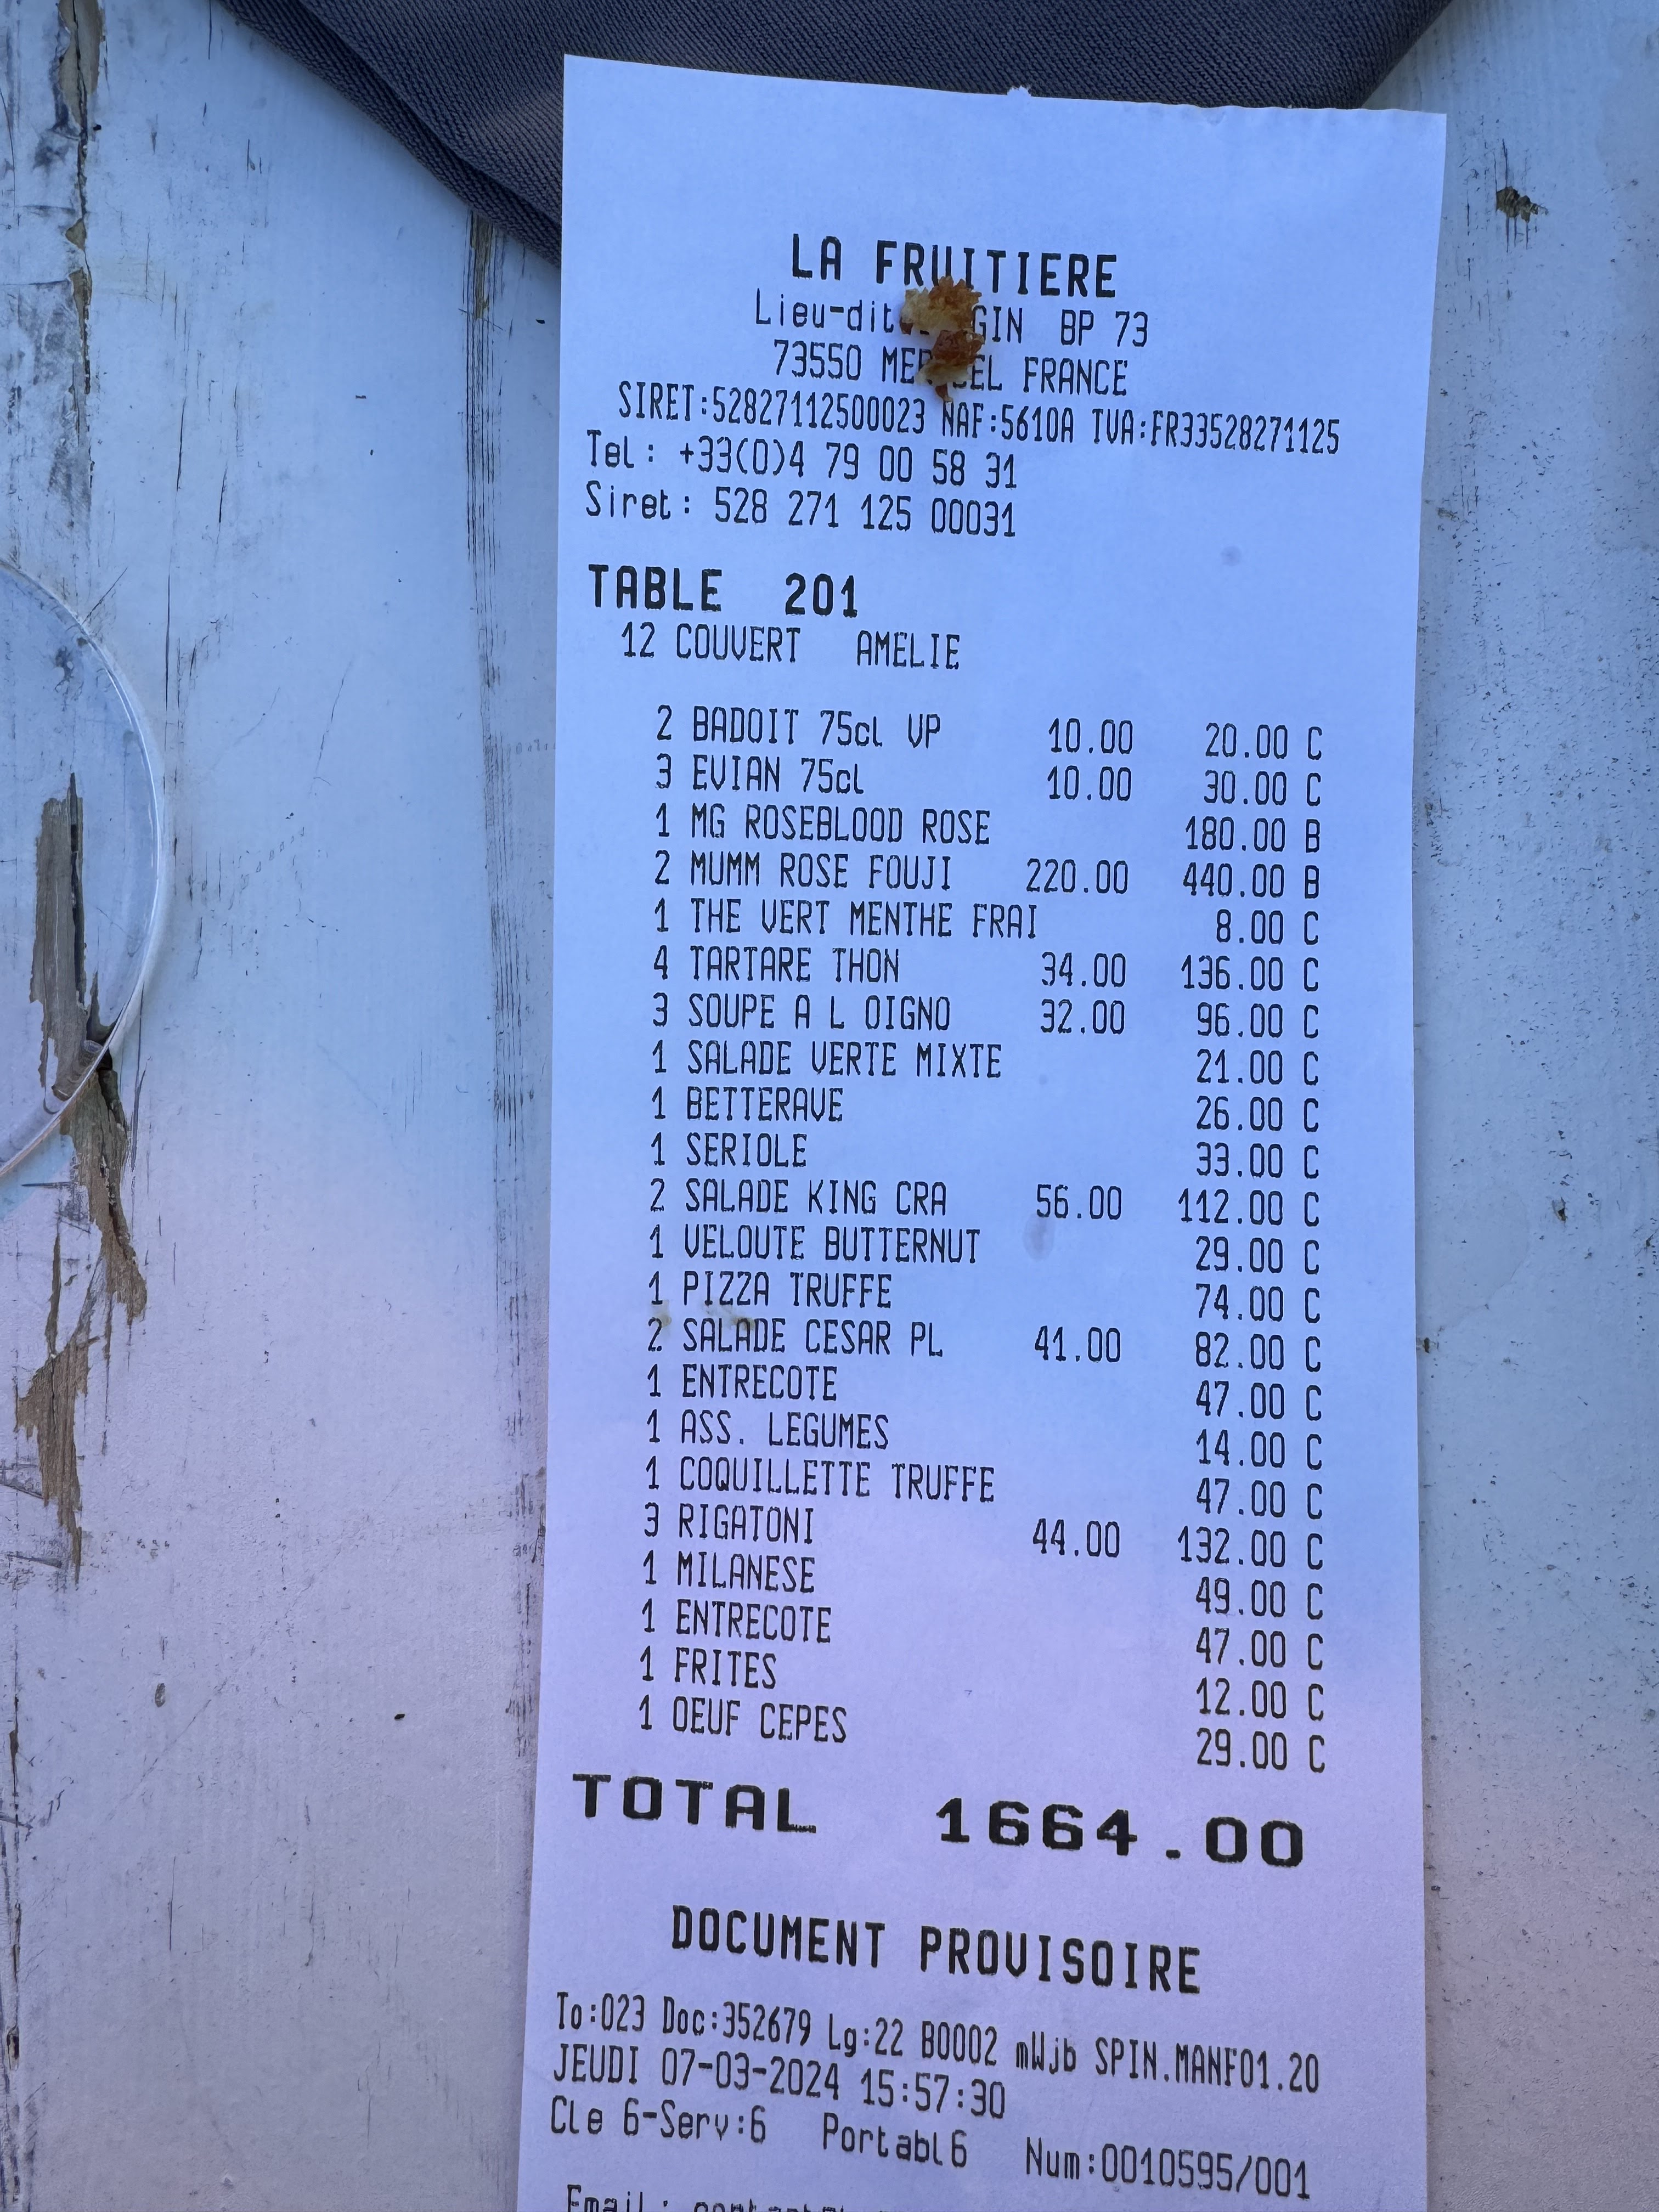 LA FRUITIERE
Lieu-dit GIN BP 73
73550 FRANCE
SIRET:52827112500023 NAF:5610A TVA:FR33528271125
Tel: +33(0)4 79 00 58 31
Siret: 528 271 125 00031
TABLE 201
12 COUVERT AMELIE
2 BADOIT 75cl VP 10.00 20.00 C
3 EVIAN 75cl 10.00 30.00 C
1 MG ROSEBLOOD ROSE 180.00 B
2 MUMM ROSE FOUJI 220.00 440.00 B
1 THE VERT MENTHE FRAI 8.00 C
4 TARTARE THON 34.00 136.00 C
3 SOUPE A L OIGNO 32.00 96.00 C
1 SALADE VERTE MIXTE 21.00 C
1 BETTERAVE 26.00 C
1 SERIOLE 33.00 C
2 SALADE KING CRA 56.00 112.00 C
1 VELOUTE BUTTERNUT 29.00 C
1 PIZZA TRUFFE 74.00 C
2 SALADE CESAR PL 41.00 82.00 C
1 ENTRECOTE 47.00 C
1 ASS. LEGUMES 14.00 C
1 COQUILLETTE TRUFFE 47.00 C
3 RIGATONI 44.00 132.00 C
1 MILANESE 49.00 C
1 ENTRECOTE 47.00 C
1 FRITES 12.00 C
1 OEUF CEPES 29.00 C
TOTAL 1664.00
DOCUMENT PROVISOIRE
To:023 Doc:352679 Lg:22 B0002 mWjb SPIN.MANF01.20
JEUDI 07-03-2024 15:57:30
Cle 6-Serv:6 Portabl6 Num:0010595/001
Email: